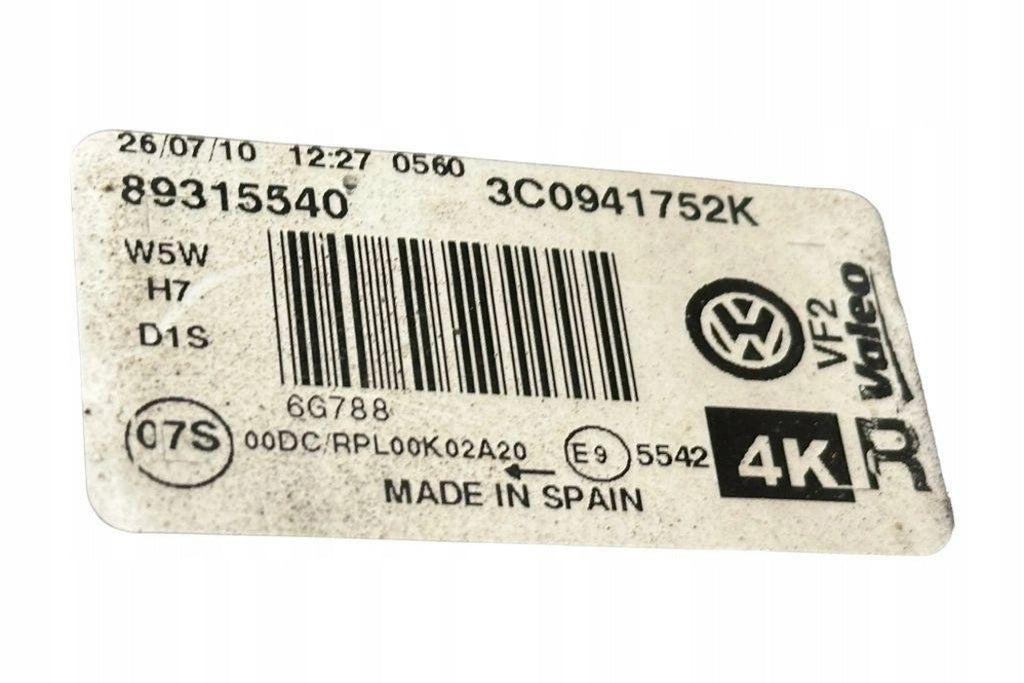 26/07/10 12:27 0560
89315540 3C0941752K
W5W
H7
D1S
6G788
VF2
Valeo
07S 00DC/RPL00K02A20 E9 5542
4K
MADE IN SPAIN